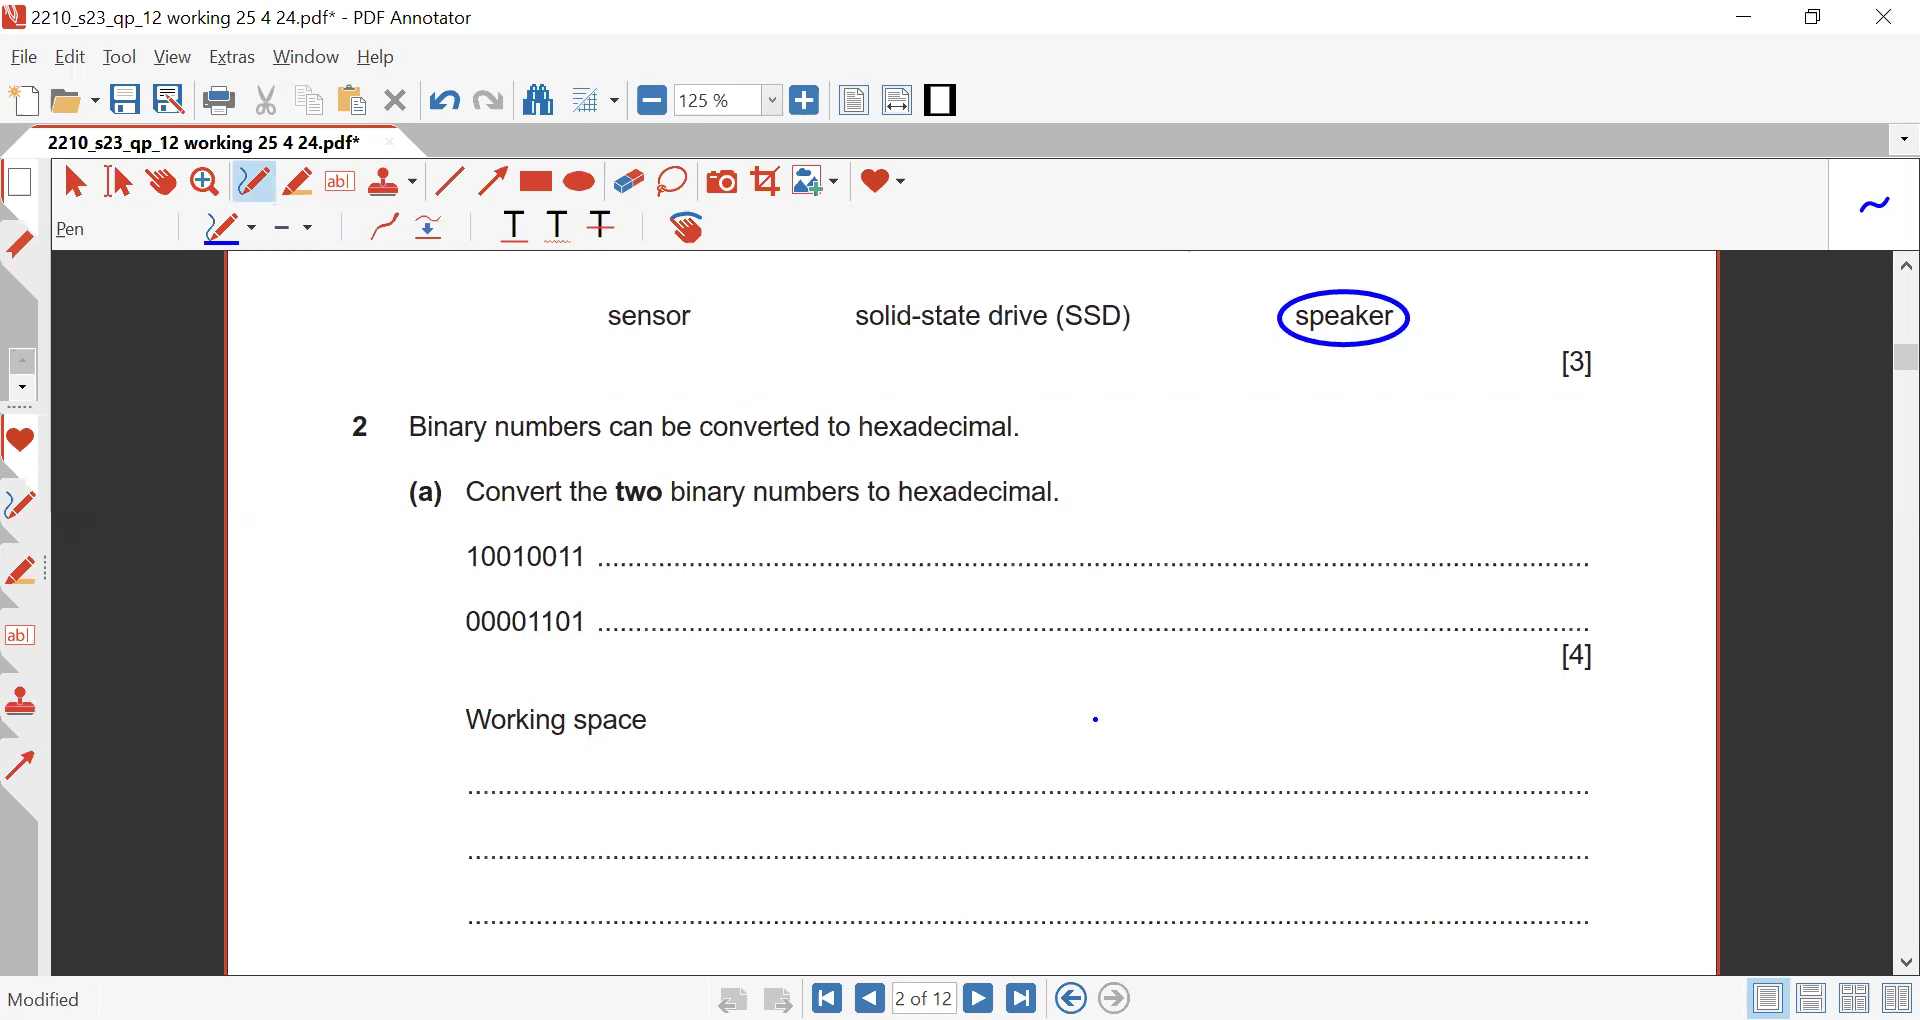 2210_s23_qp_12 working 25 4 24.pdf* - PDF Annotator
File Edit Tool View Extras Window Help
125 %
2210_s23_qp_12 working 25 4 24.pdf*
ab
T T T
Pen
sensor solid-state drive (SSD) speaker
[3]
2 Binary numbers can be converted to hexadecimal.
(a) Convert the two binary numbers to hexadecimal.
10010011 ........................................
00001101 ........................................
ab
[4]
Working space
Modified
2 of 12